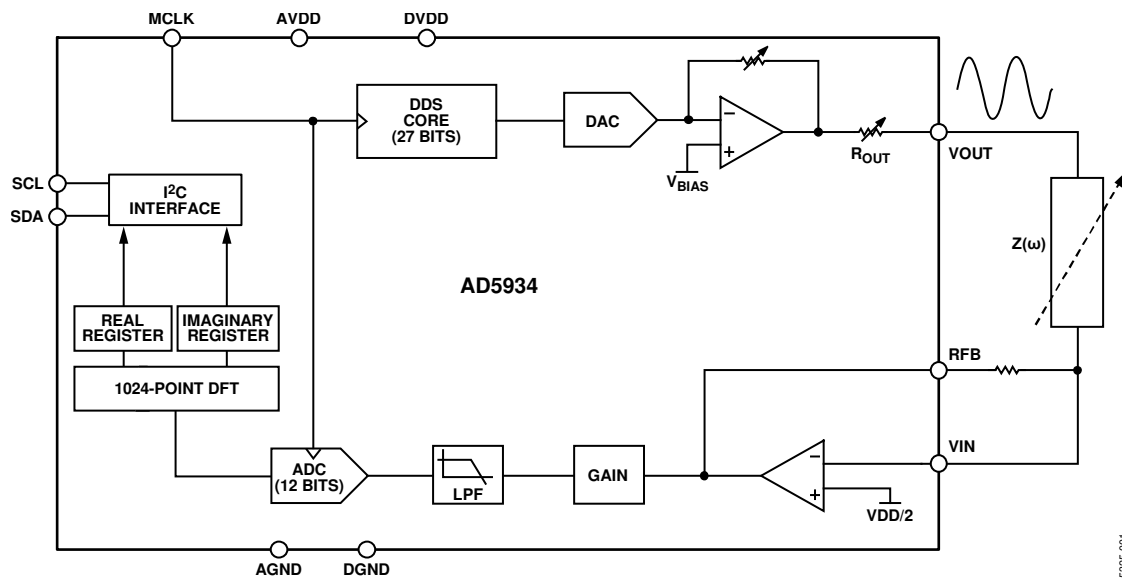 MCLK
AVDD
DVDD
DDS
CORE
(27 BITS)
DAC
−
+
VBIAS
ROUT
VOUT
SCL
SDA
I2C
INTERFACE
Z(ω)
AD5934
REAL
REGISTER
IMAGINARY
REGISTER
1024-POINT DFT
RFB
VIN
ADC
(12 BITS)
LPF
GAIN
−
+
VDD/2
AGND
DGND